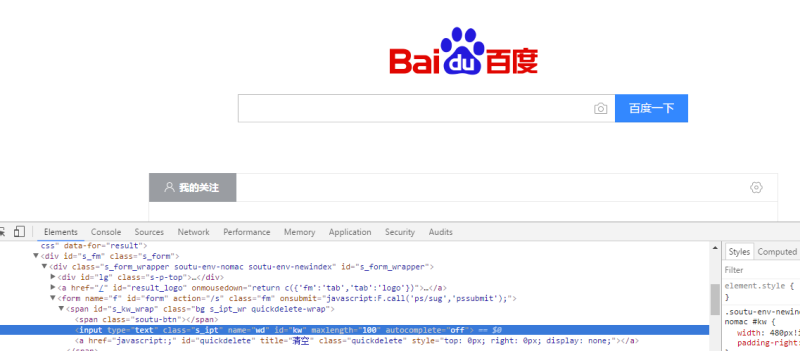 Bai du 百度
百度一下
我的关注
Elements Console Sources Network Performance Memory Application Security Audits
css" data-for="result">
▼<div id="s_fm" class="s_form">
▼<div class="s_form_wrapper soutu-env-nomac soutu-env-newindex" id="s_form_wrapper">
▶<div id="lg" class="s-p-top">…</div>
▶<a href="/" id="result_logo" onmousedown="return c({'fm':'tab','tab':'logo'})">…</a>
▼<form name="f" id="form" action="/s" class="fm" onsubmit="javascript:F.call('ps/sug','pssubmit');">
▼<span id="s_kw_wrap" class="bg s_ipt_wr quickdelete-wrap">
<span class="soutu-btn"></span>
<input type="text" class="s_ipt" name="wd" id="kw" maxlength="100" autocomplete="off"> == $0
<a href="javascript:;" id="quickdelete" title="清空" class="quickdelete" style="top: 0px; right: 0px; display: none;"></a>
</span>
Styles Computed
Filter
element.style {
}
.soutu-env-newind
nomac #kw {
width: 480px!i
padding-right: